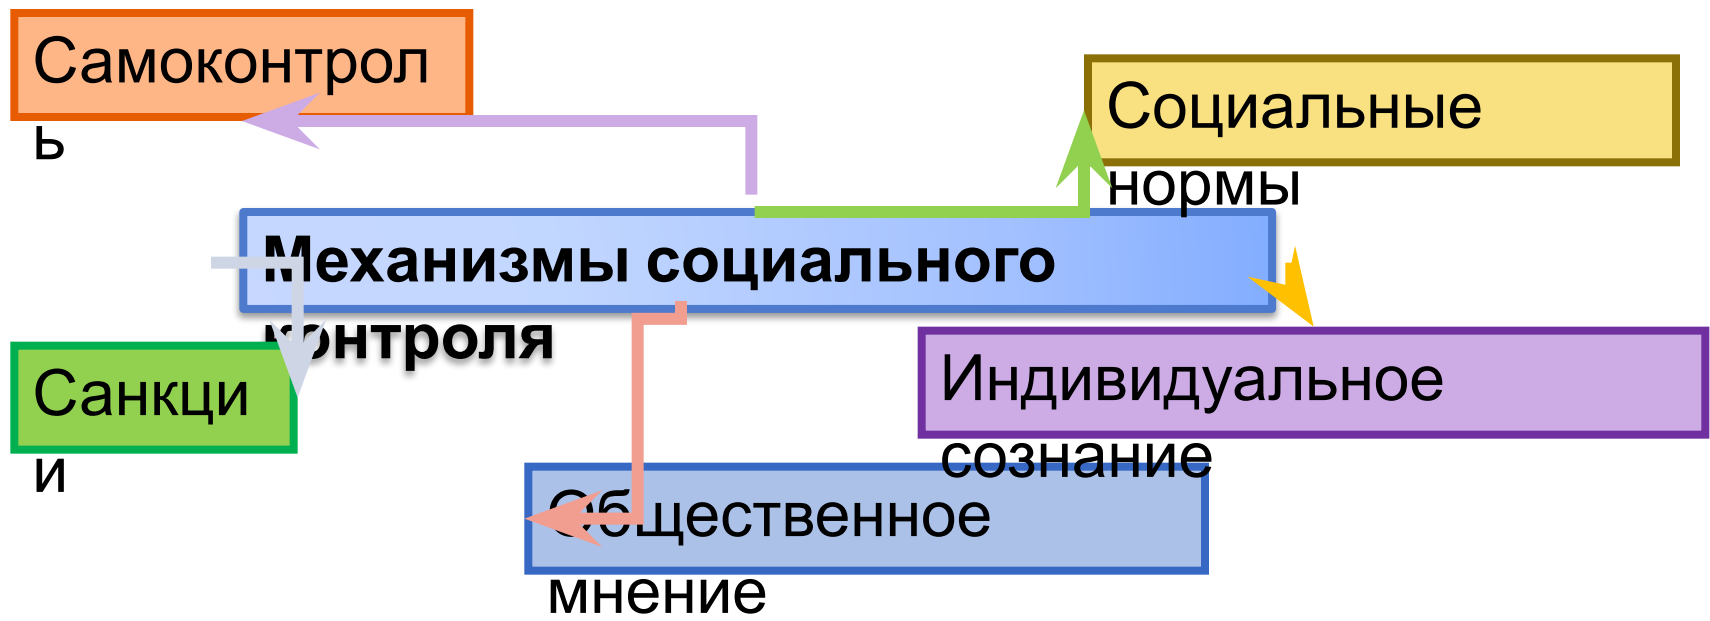 Самоконтрол
ь
Социальные
нормы
Механизмы социального
контроля
Санкци
и
Индивидуальное
сознание
Общественное
мнение